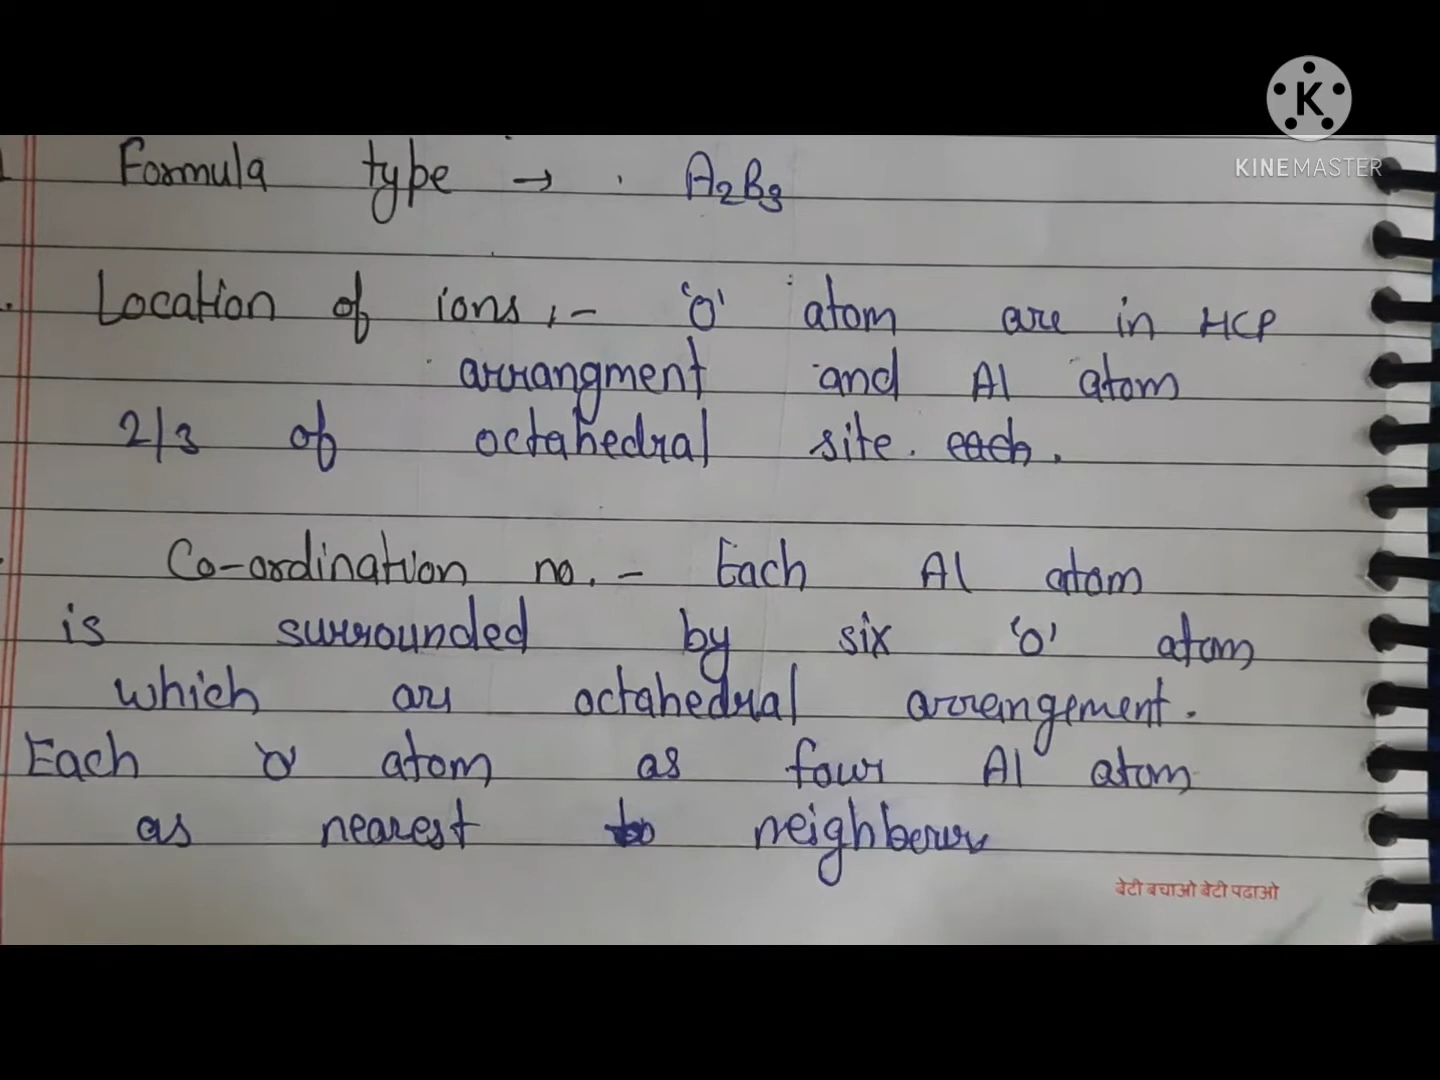 K
KINEMASTER
Formula type → A2B3
Location of ions :- 'O' atom are in HCP
arrangment and Al atom
2/3 of octahedral site. each.
Co-ordination no. - Each Al atom
is surrounded by six 'O' atom
which are octahedral arrangement.
Each O atom as four Al atom
as nearest to neighbour
बेटी बचाओ बेटी पढाओ